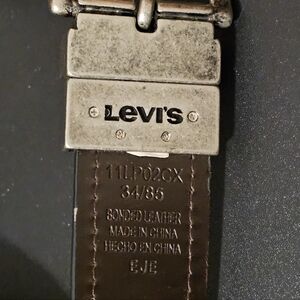 LEVI'S
11LP02CX
34/85
BONDED LEATHER
MADE IN CHINA
HECHO EN CHINA
EJE